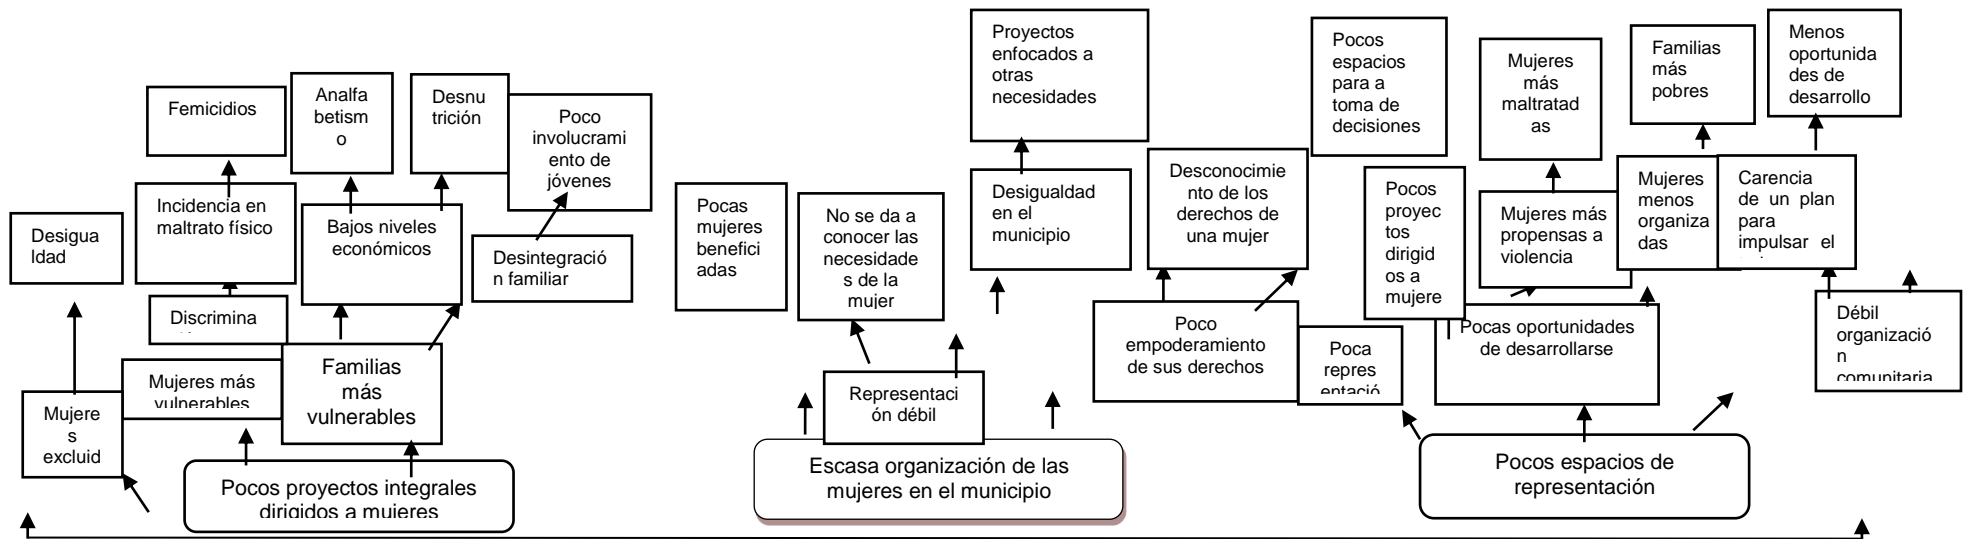 Proyectos
enfocados a
otras
necesidades
Pocos
espacios
para a
toma de
decisiones
Mujeres
más
maltratad
as
Familias
más
pobres
Menos
oportunida
des de
desarrollo
Femicidios
Analfa
betism
o
Desnu
trición
Poco
involucrami
ento de
jóvenes
Desigua
ldad
Incidencia en
maltrato físico
Bajos niveles
económicos
Desintegració
n familiar
Pocas
mujeres
benefici
adas
No se da a
conocer las
necesidade
s de la
mujer
Desigualdad
en el
municipio
Desconocimie
nto de los
derechos de
una mujer
Pocos
proyec
tos
dirigid
os a
mujere
Mujeres más
propensas a
violencia
Mujeres
menos
organiza
das
Carencia
de un plan
para
impulsar el
Discrimina
Mujeres más
vulnerables
Familias
más
vulnerables
Mujere
s
excluid
Representaci
ón débil
Poco
empoderamiento
de sus derechos
Poca
repres
entació
Pocas oportunidades
de desarrollarse
Débil
organizació
n
comunitaria
Pocos proyectos integrales
dirigidos a mujeres
Escasa organización de las
mujeres en el municipio
Pocos espacios de
representación